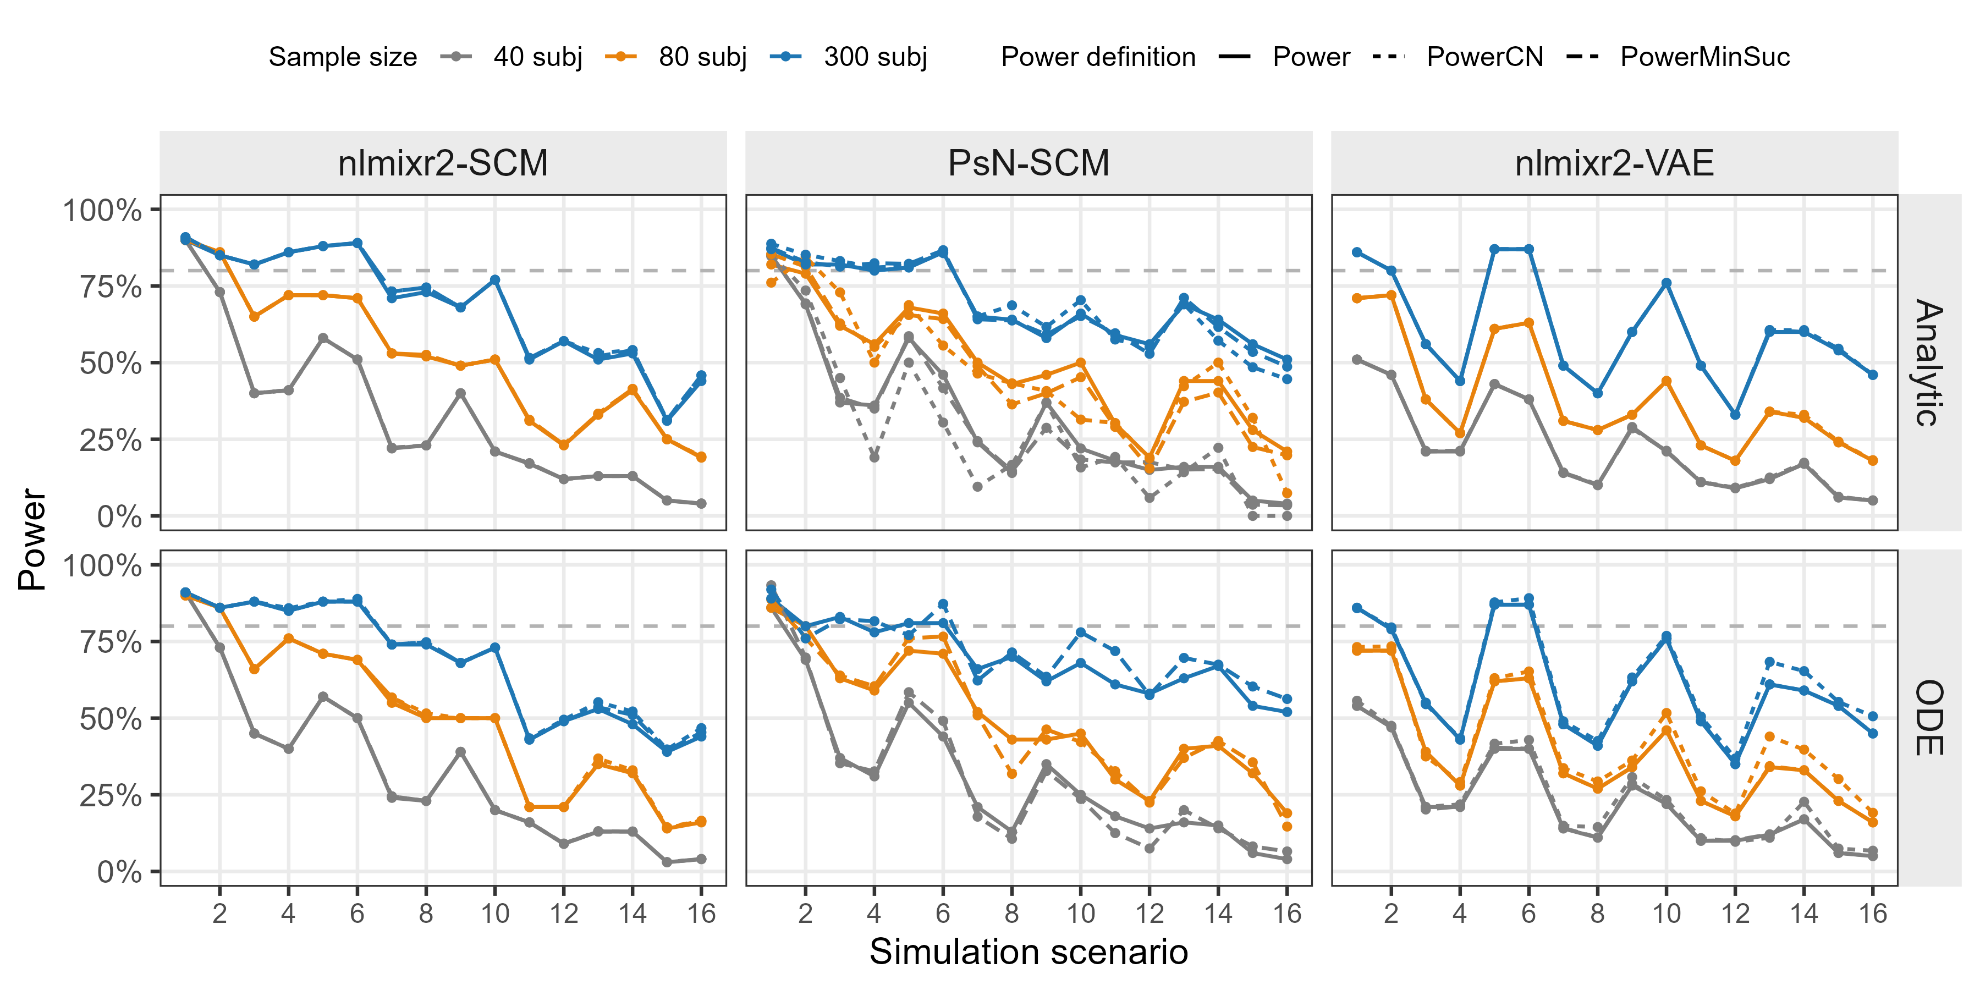 Sample size 40 subj 80 subj 300 subj Power definition Power PowerCN PowerMinSuc
nlmixr2-SCM PsN-SCM nlmixr2-VAE
100%
75%
50%
25%
0%
Analytic
100%
75%
50%
25%
0%
ODE
Power
2 4 6 8 10 12 14 16 2 4 6 8 10 12 14 16 2 4 6 8 10 12 14 16
Simulation scenario